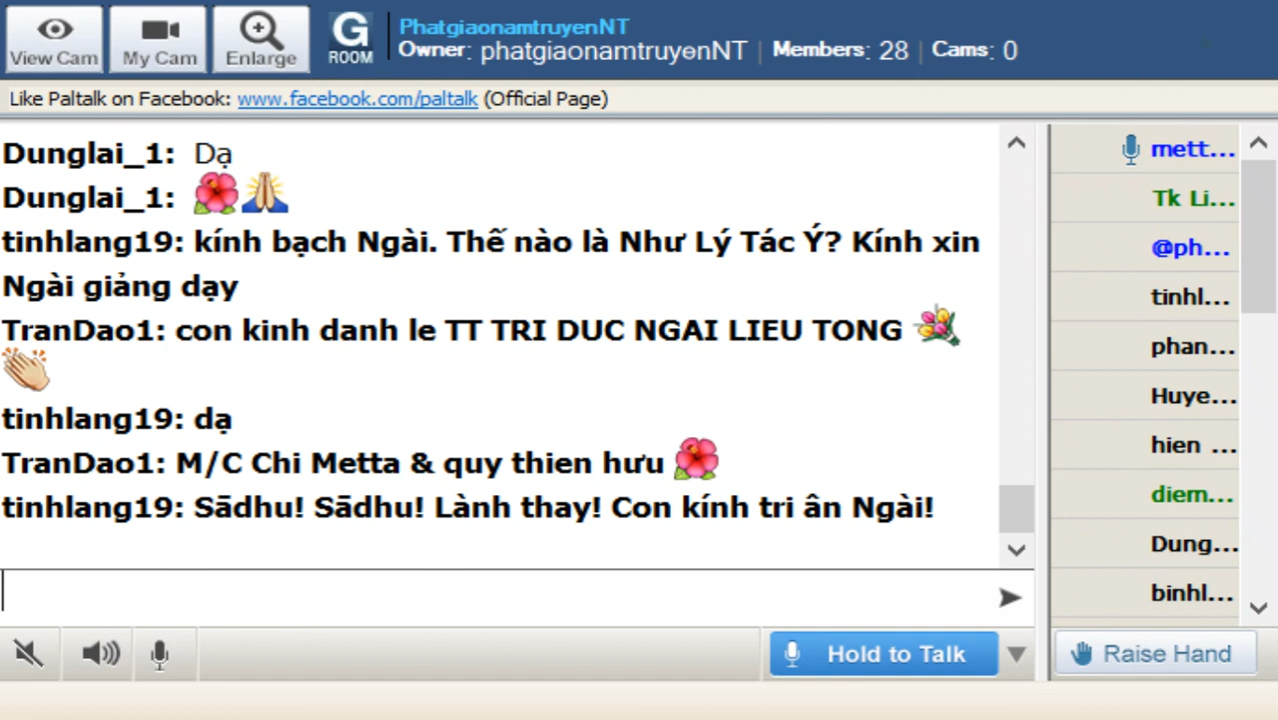 View Cam
My Cam
Enlarge
G
ROOM
PhatgiaonamtruyenNT
Owner: phatgiaonamtruyenNT | Members: 28 | Cams: 0
Like Paltalk on Facebook: www.facebook.com/paltalk (Official Page)
Dunglai_1: Dạ
Dunglai_1:
tinhlang19: kính bạch Ngài. Thế nào là Như Lý Tác Ý? Kính xin
Ngài giảng dạy
TranDao1: con kinh danh le TT TRI DUC NGAI LIEU TONG
tinhlang19: dạ
TranDao1: M/C Chi Metta & quy thien hưu
tinhlang19: Sādhu! Sādhu! Lành thay! Con kính tri ân Ngài!
mett...
Tk Li...
@ph...
tinhl...
phan...
Huye...
hien ...
diem...
Dung...
binhl...
Hold to Talk
Raise Hand